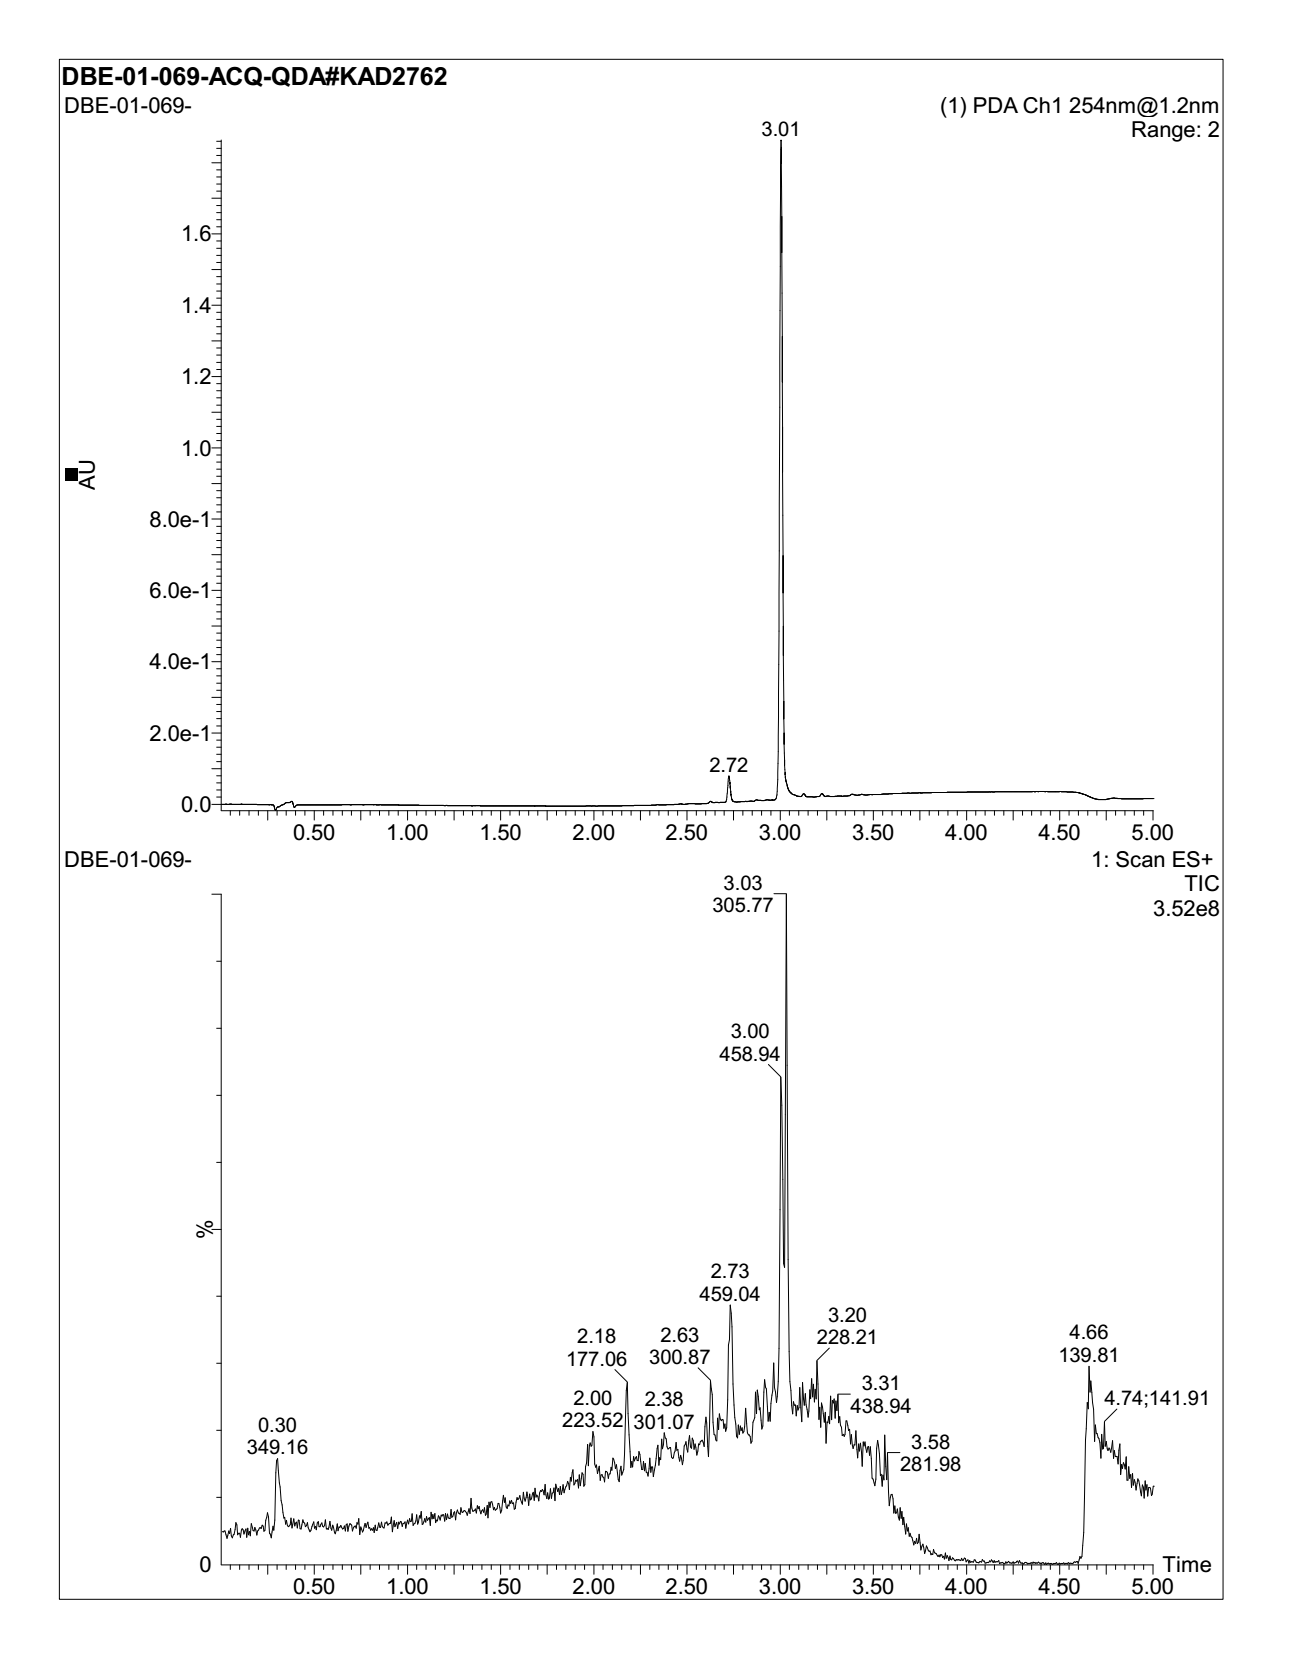 DBE-01-069-ACQ-QDA#KAD2762
DBE-01-069-
(1) PDA Ch1 254nm@1.2nm
Range: 2
3.01
1.6
1.4
1.2
1.0
AU
8.0e-1
6.0e-1
4.0e-1
2.0e-1
2.72
0.0
0.50 1.00 1.50 2.00 2.50 3.00 3.50 4.00 4.50 5.00
DBE-01-069-
1: Scan ES+
TIC
3.52e8
3.03
305.77
3.00
458.94
%
2.73
459.04
3.20
228.21
2.18
177.06
2.63
300.87
4.66
139.81
3.31
438.94
4.74;141.91
2.00
223.52
2.38
301.07
0.30
349.16
3.58
281.98
0
Time
0.50 1.00 1.50 2.00 2.50 3.00 3.50 4.00 4.50 5.00